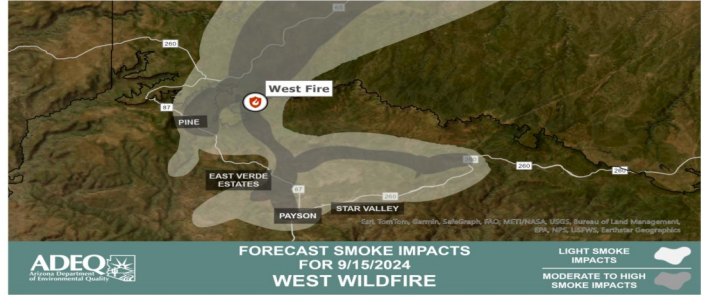 260
West Fire
87
PINE
EAST VERDE
ESTATES
87
260
260
260
PAYSON
STAR VALLEY
260
Esri, TomTom, Garmin, SafeGraph, FAO, METI/NASA, USGS, Bureau of Land Management,
EPA, NPS, USFWS, Earthstar Geographics
ADEQ
Arizona Department
of Environmental Quality
FORECAST SMOKE IMPACTS
FOR 9/15/2024
WEST WILDFIRE
LIGHT SMOKE
IMPACTS
MODERATE TO HIGH
SMOKE IMPACTS